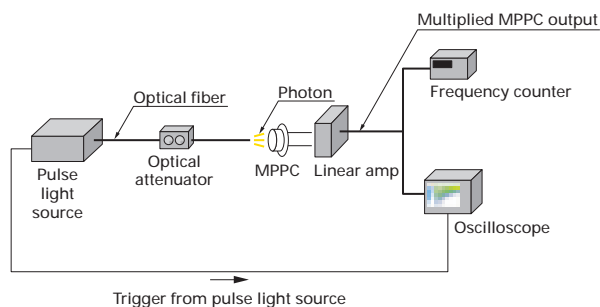 Multiplied MPPC output
Frequency counter
Optical fiber
Photon
Pulse
light
source
Optical
attenuator
MPPC
Linear amp
Oscilloscope
Trigger from pulse light source